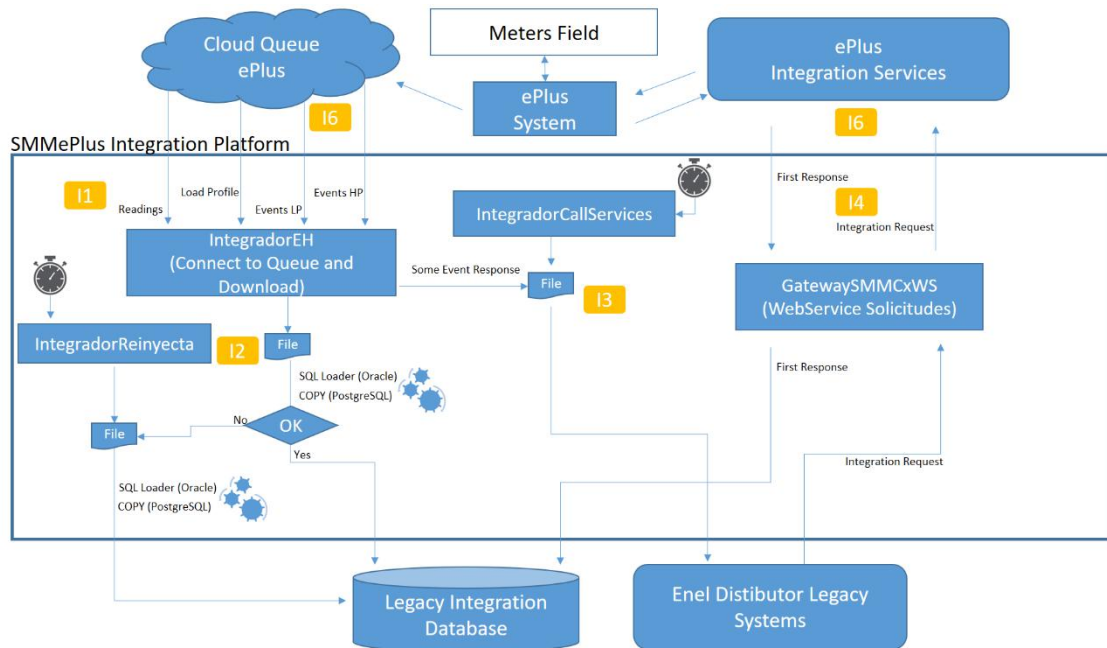 Cloud Queue
ePlus
Meters Field
ePlus
Integration Services
ePlus
System
I6
I6
SMMePlus Integration Platform
I1
Readings
Load Profile
Events LP
Events HP
First Response
I4
Integration Request
IntegradorCallServices
IntegradorEH
(Connect to Queue and
Download)
Some Event Response
File
I3
GatewaySMMCxWS
(WebService Solicitudes)
IntegradorReinyecta
I2
File
First Response
SQL Loader (Oracle)
COPY (PostgreSQL)
No
OK
File
Yes
Integration Request
SQL Loader (Oracle)
COPY (PostgreSQL)
Legacy Integration
Database
Enel Distibutor Legacy
Systems